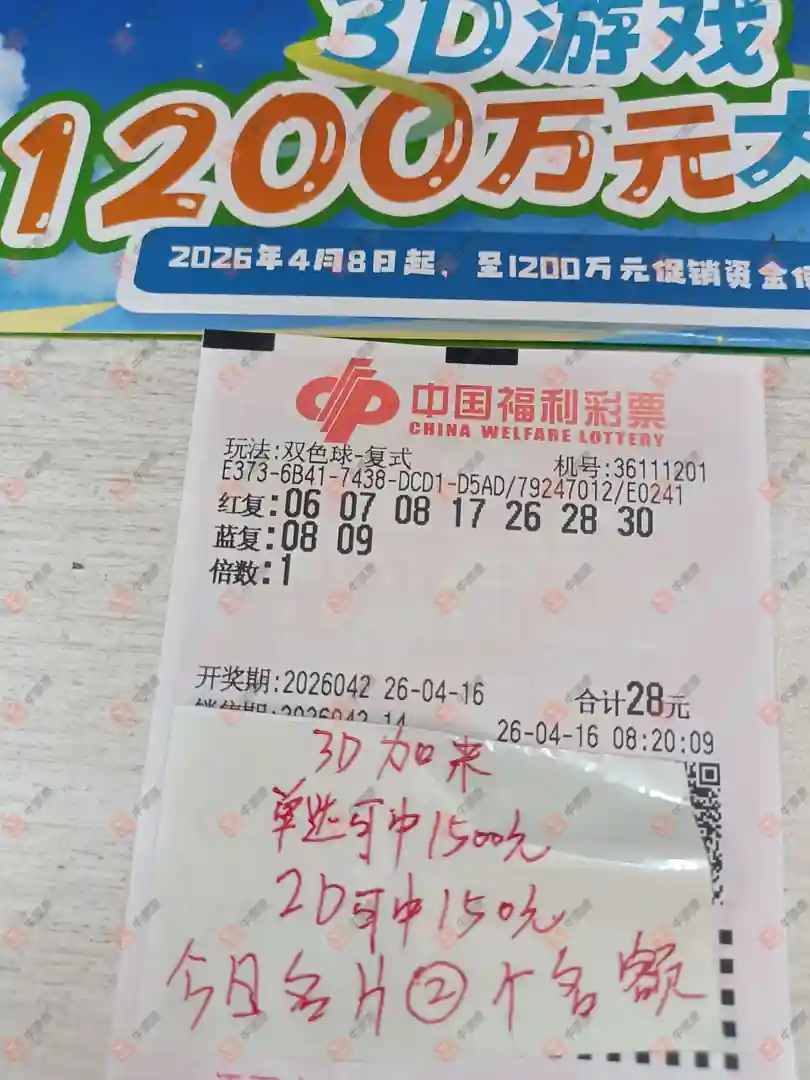 3D游戏
1200万元大
2026年4月8日起，至1200万元促销资金
中国福利彩票
CHINA WELFARE LOTTERY
玩法:双色球-复式 机号:36111201
E373-6B41-7438-DCD1-D5AD/79247012/E0241
红复:06 07 08 17 26 28 30
蓝复:08 09
倍数:1
开奖期:2026042 26-04-16 合计28元
销售期:2026042-14 26-04-16 08:20:09
3D加来
单选可中1500元
2D可中150元
今日名片②个名额